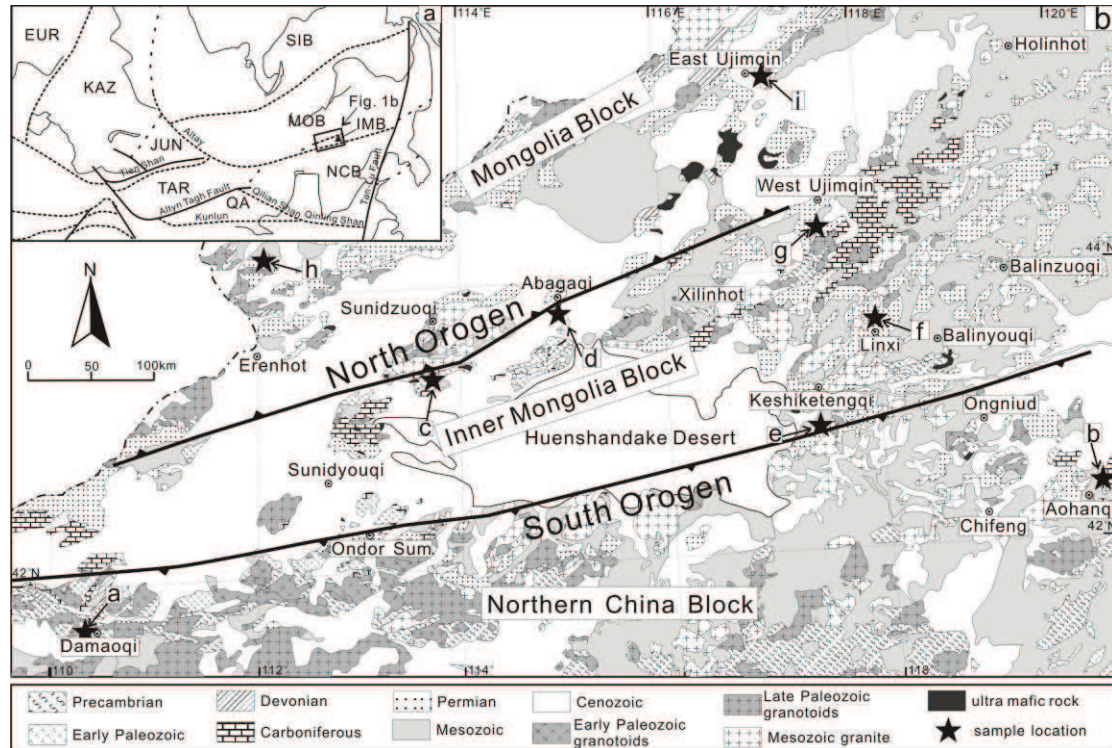 a
EUR
SIB
KAZ
Fig. 1b
MOB
IMB
Altay
JUN
Tien Shan
NCB
TAR
Altyn Tagh Fault
QA
Qilian Shan
Qinling Shan
Kunlun
Tan-Lu Fault
114°E
116°E
118°E
120°E
b
Holinhot
East Ujimqin
i
Mongolia Block
West Ujimqin
g
44°N
Balinzuoqi
h
N
Sunidzuoqi
Abagaqi
Xilinhot
d
f
Linxi
Balinyouqi
0 50 100km
Erenhot
North Orogen
c
Inner Mongolia Block
Keshiketengqi
Ongniud
e
Huenshandake Desert
b
Sunidyouqi
South Orogen
Aohanqi
Chifeng
42°N
Ondor Sum
42°N
a
Northern China Block
Damaoqi
110
112
114
118
Precambrian
Devonian
Permian
Cenozoic
Late Paleozoic
granotoids
ultra mafic rock
Early Paleozoic
Carboniferous
Mesozoic
Early Paleozoic
granotoids
Mesozoic granite
sample location